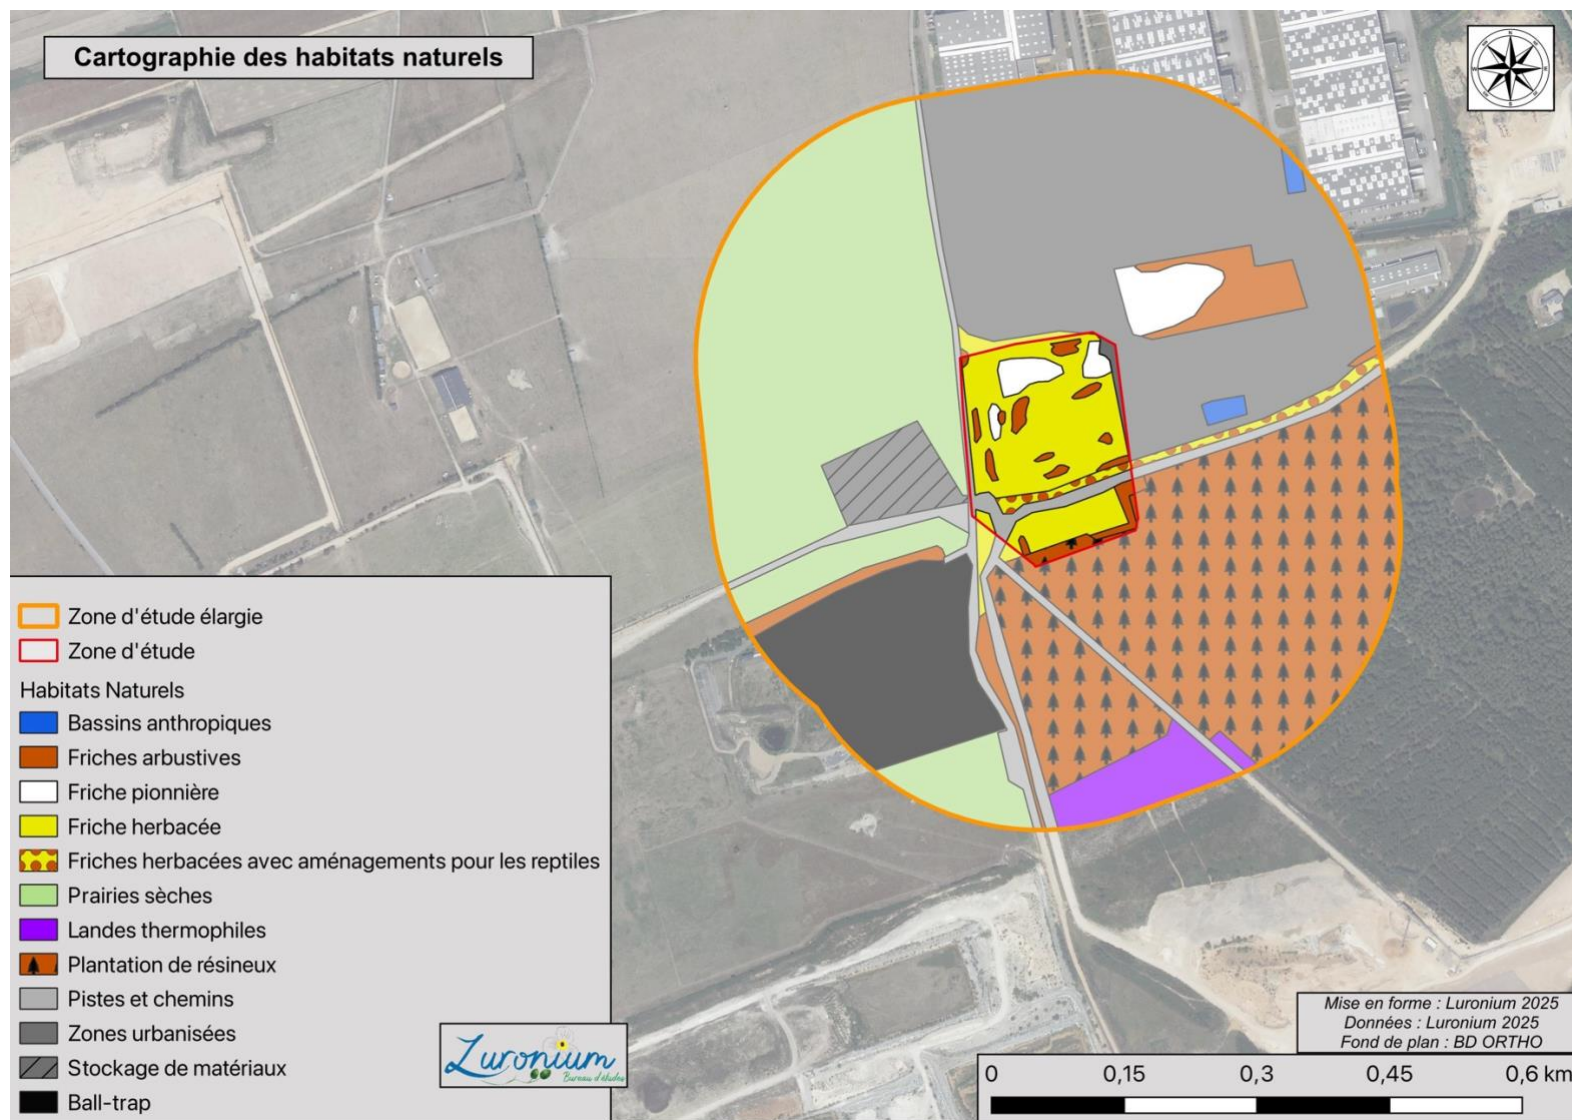 Cartographie des habitats naturels
Zone d'étude élargie
Zone d'étude
Habitats Naturels
Bassins anthropiques
Friches arbustives
Friche pionnière
Friche herbacée
Friches herbacées avec aménagements pour les reptiles
Prairies sèches
Landes thermophiles
Plantation de résineux
Pistes et chemins
Zones urbanisées
Stockage de matériaux
Ball-trap
Luronium
Bureau d'études
Mise en forme : Luronium 2025
Données : Luronium 2025
Fond de plan : BD ORTHO
0 0,15 0,3 0,45 0,6 km